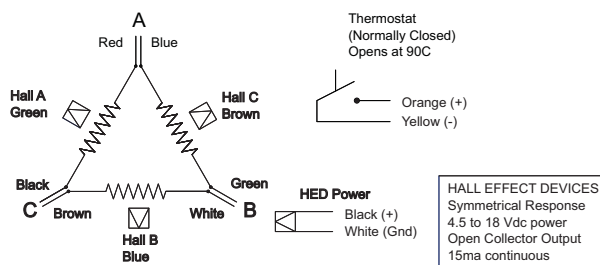 A
Red Blue
Hall A
Green
Hall C
Brown
Black
C Brown
Green
White B
Hall B
Blue
Thermostat
(Normally Closed)
Opens at 90C
Orange (+)
Yellow (-)
HED Power
Black (+)
White (Gnd)
HALL EFFECT DEVICES
Symmetrical Response
4.5 to 18 Vdc power
Open Collector Output
15ma continuous